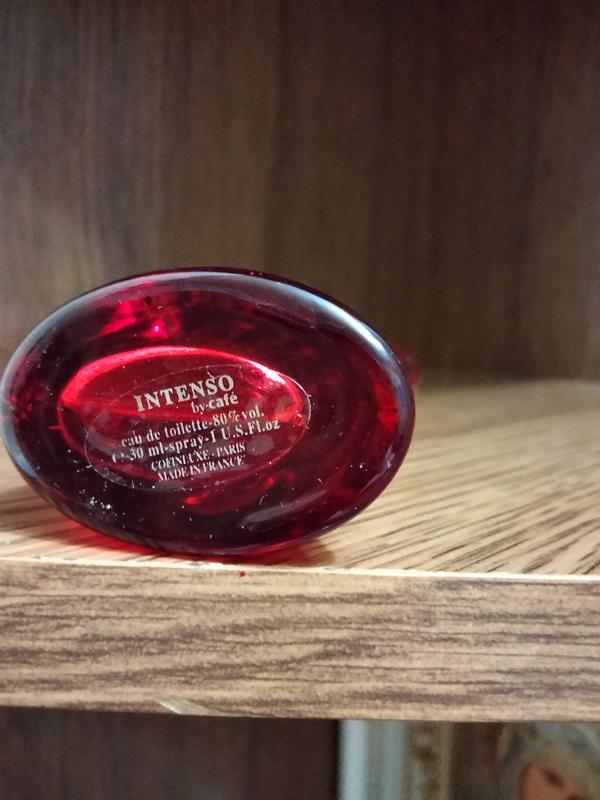 INTENSO
by café
eau de toilette-80% vol.
℮ 30 ml-spray-1 U.S.Fl.oz
COFINLUXE - PARIS
MADE IN FRANCE